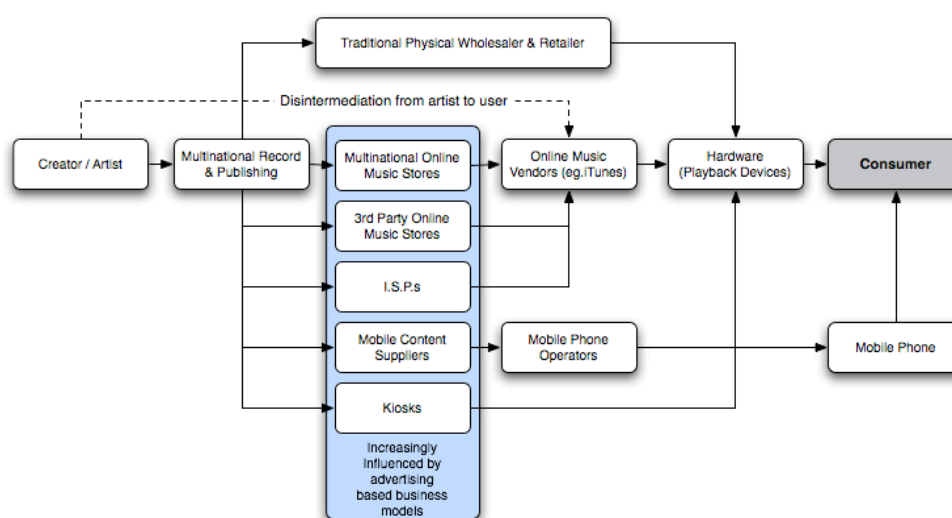 Traditional Physical Wholesaler & Retailer
Disintermediation from artist to user
Creator / Artist
Multinational Record
& Publishing
Multinational Online
Music Stores
Online Music
Vendors (eg.iTunes)
Hardware
(Playback Devices)
Consumer
3rd Party Online
Music Stores
I.S.P.s
Mobile Content
Suppliers
Mobile Phone
Operators
Mobile Phone
Kiosks
Increasingly
Influenced by
advertising
based business
models